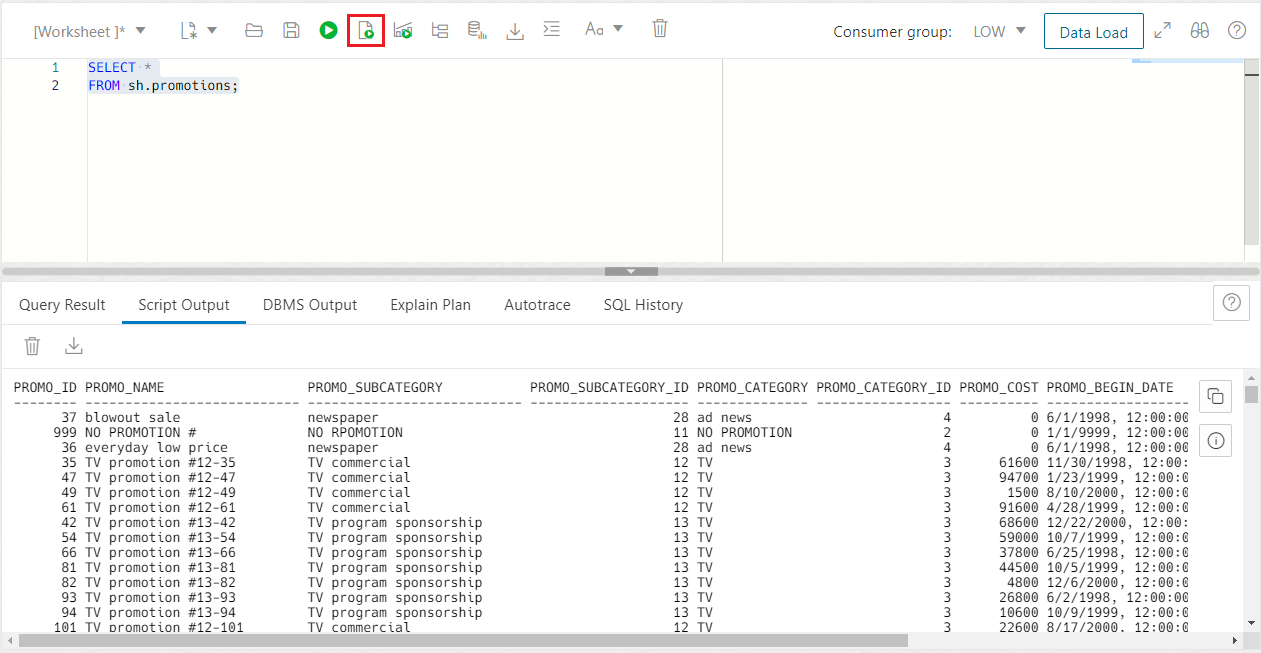 [Worksheet ]* Aa Consumer group: LOW Data Load
1 SELECT *
2 FROM sh.promotions;
Query Result Script Output DBMS Output Explain Plan Autotrace SQL History
PROMO_ID PROMO_NAME PROMO_SUBCATEGORY PROMO_SUBCATEGORY_ID PROMO_CATEGORY PROMO_CATEGORY_ID PROMO_COST PROMO_BEGIN_DATE
37 blowout sale newspaper 28 ad news 4 0 6/1/1998, 12:00:00
999 NO PROMOTION # NO RPOMOTION 11 NO PROMOTION 2 0 1/1/9999, 12:00:00
36 everyday low price newspaper 28 ad news 4 0 6/1/1998, 12:00:00
35 TV promotion #12-35 TV commercial 12 TV 3 61600 11/30/1998, 12:00:
47 TV promotion #12-47 TV commercial 12 TV 3 94700 1/23/1999, 12:00:0
49 TV promotion #12-49 TV commercial 12 TV 3 1500 8/10/2000, 12:00:0
61 TV promotion #12-61 TV commercial 12 TV 3 91600 4/28/1999, 12:00:0
42 TV promotion #13-42 TV program sponsorship 13 TV 3 68600 12/22/2000, 12:00:
54 TV promotion #13-54 TV program sponsorship 13 TV 3 59000 10/7/1999, 12:00:0
66 TV promotion #13-66 TV program sponsorship 13 TV 3 37800 6/25/1998, 12:00:0
81 TV promotion #13-81 TV program sponsorship 13 TV 3 44500 10/5/1999, 12:00:0
82 TV promotion #13-82 TV program sponsorship 13 TV 3 4800 12/6/2000, 12:00:0
93 TV promotion #13-93 TV program sponsorship 13 TV 3 26800 6/2/1998, 12:00:00
94 TV promotion #13-94 TV program sponsorship 13 TV 3 10600 10/9/1999, 12:00:0
101 TV promotion #12-101 TV commercial 12 TV 3 22600 8/17/2000, 12:00:0